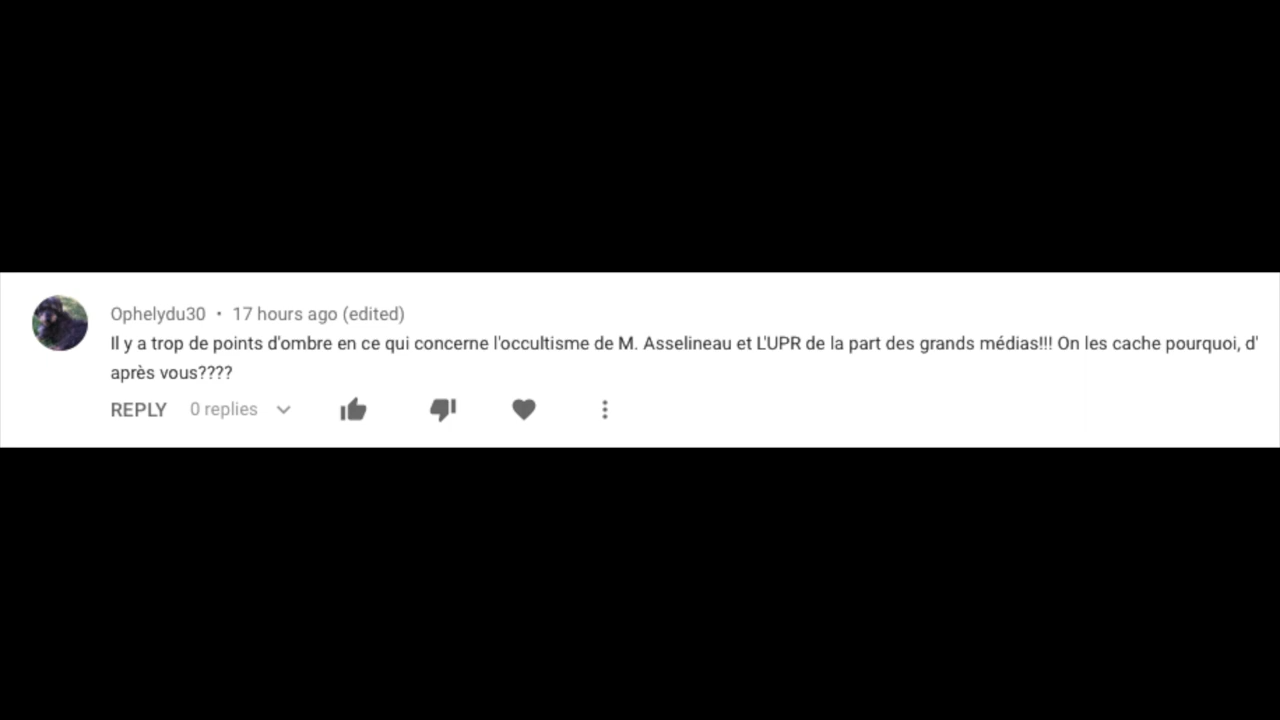 Ophelydu30 • 17 hours ago (edited)
Il y a trop de points d'ombre en ce qui concerne l'occultisme de M. Asselineau et L'UPR de la part des grands médias!!! On les cache pourquoi, d'
après vous????
REPLY 0 replies